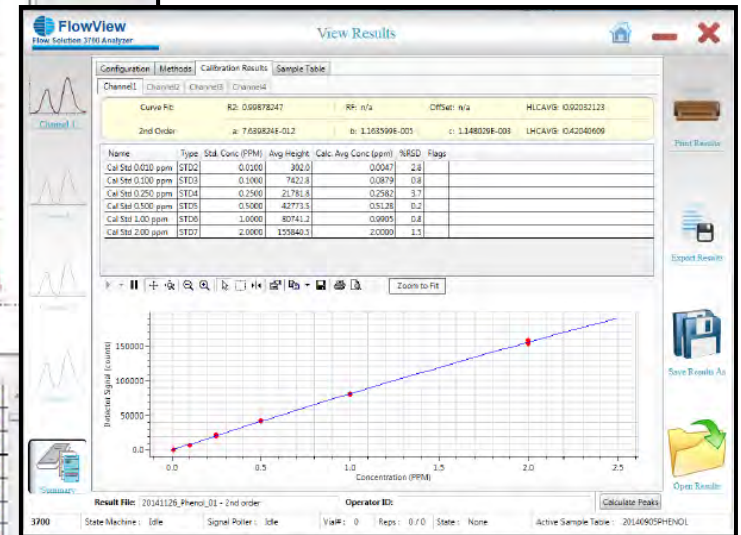 FlowView
Flow Solution 3700 Analyzer
View Results
Configuration Methods Calibration Results Sample Table
Channel1 Channel2 Channel3 Channel4
Curve Fit: R2: 0.99878247 RF: n/a OffSet: n/a HLCAVG: I0.92032123
2nd Order a: 7.639824E-012 b: 1.163599E-005 c: 1.148029E-003 LHCAVG: I0.42040609
Name Type Std. Conc (PPM) Avg Height Calc. Avg Conc (ppm) %RSD Flags
Cal Std 0.010 ppm STD2 0.0100 302.0 0.0047 2.8
Cal Std 0.100 ppm STD3 0.1000 7422.8 0.0879 0.8
Cal Std 0.250 ppm STD4 0.2500 21781.8 0.2582 3.7
Cal Std 0.500 ppm STD5 0.5000 42773.5 0.5128 0.2
Cal Std 1.00 ppm STD6 1.0000 80741.2 0.9905 0.8
Cal Std 2.00 ppm STD7 2.0000 155840.5 2.0000 1.5
Zoom to Fit
Detector Signal (counts)
150000
100000
50000
0.0
0.0 0.5 1.0 1.5 2.0 2.5
Concentration (PPM)
Channel 1
Summary
Print Results
Export Results
Save Results As
Open Results
Result File: 20141126_Phenol_01 - 2nd order Operator ID: Calculate Peaks
3700 State Machine : Idle Signal Poller : Idle Vial# : 0 Reps : 0 / 0 State : None Active Sample Table : 20140905PHENOL